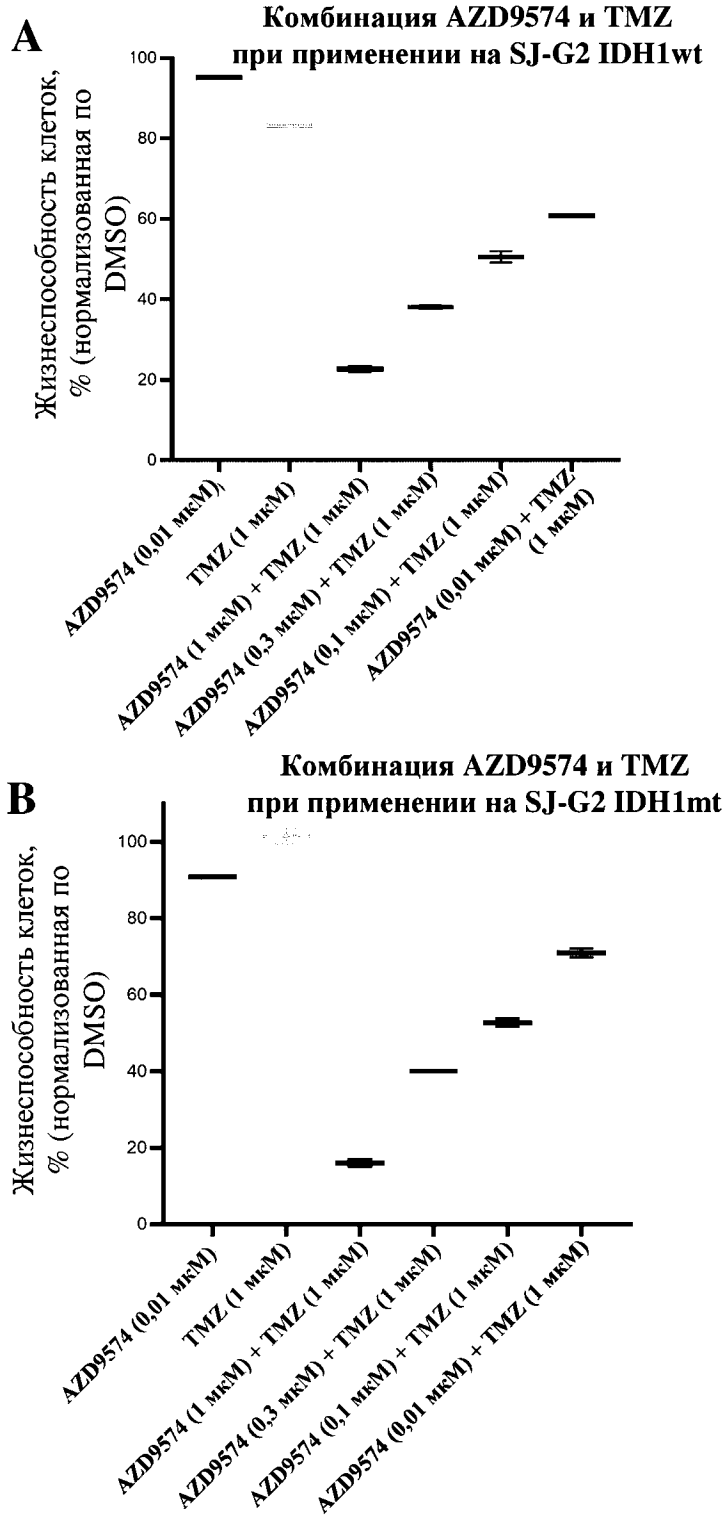 A
Комбинация AZD9574 и TMZ
при применении на SJ-G2 IDH1wt
Жизнеспособность клеток,
% (нормализованная по
DMSO)
100
80
60
40
20
0
AZD9574 (0,01 мкМ)
TMZ (1 мкМ)
AZD9574 (1 мкМ) + TMZ (1 мкМ)
AZD9574 (0,3 мкМ) + TMZ (1 мкМ)
AZD9574 (0,1 мкМ) + TMZ (1 мкМ)
AZD9574 (0,01 мкМ) + TMZ
(1 мкМ)
B
Комбинация AZD9574 и TMZ
при применении на SJ-G2 IDH1mt
Жизнеспособность клеток,
% (нормализованная по
DMSO)
100
80
60
40
20
0
AZD9574 (0,01 мкМ)
TMZ (1 мкМ)
AZD9574 (1 мкМ) + TMZ (1 мкМ)
AZD9574 (0,3 мкМ) + TMZ (1 мкМ)
AZD9574 (0,1 мкМ) + TMZ (1 мкМ)
AZD9574 (0,01 мкМ) + TMZ (1 мкМ)